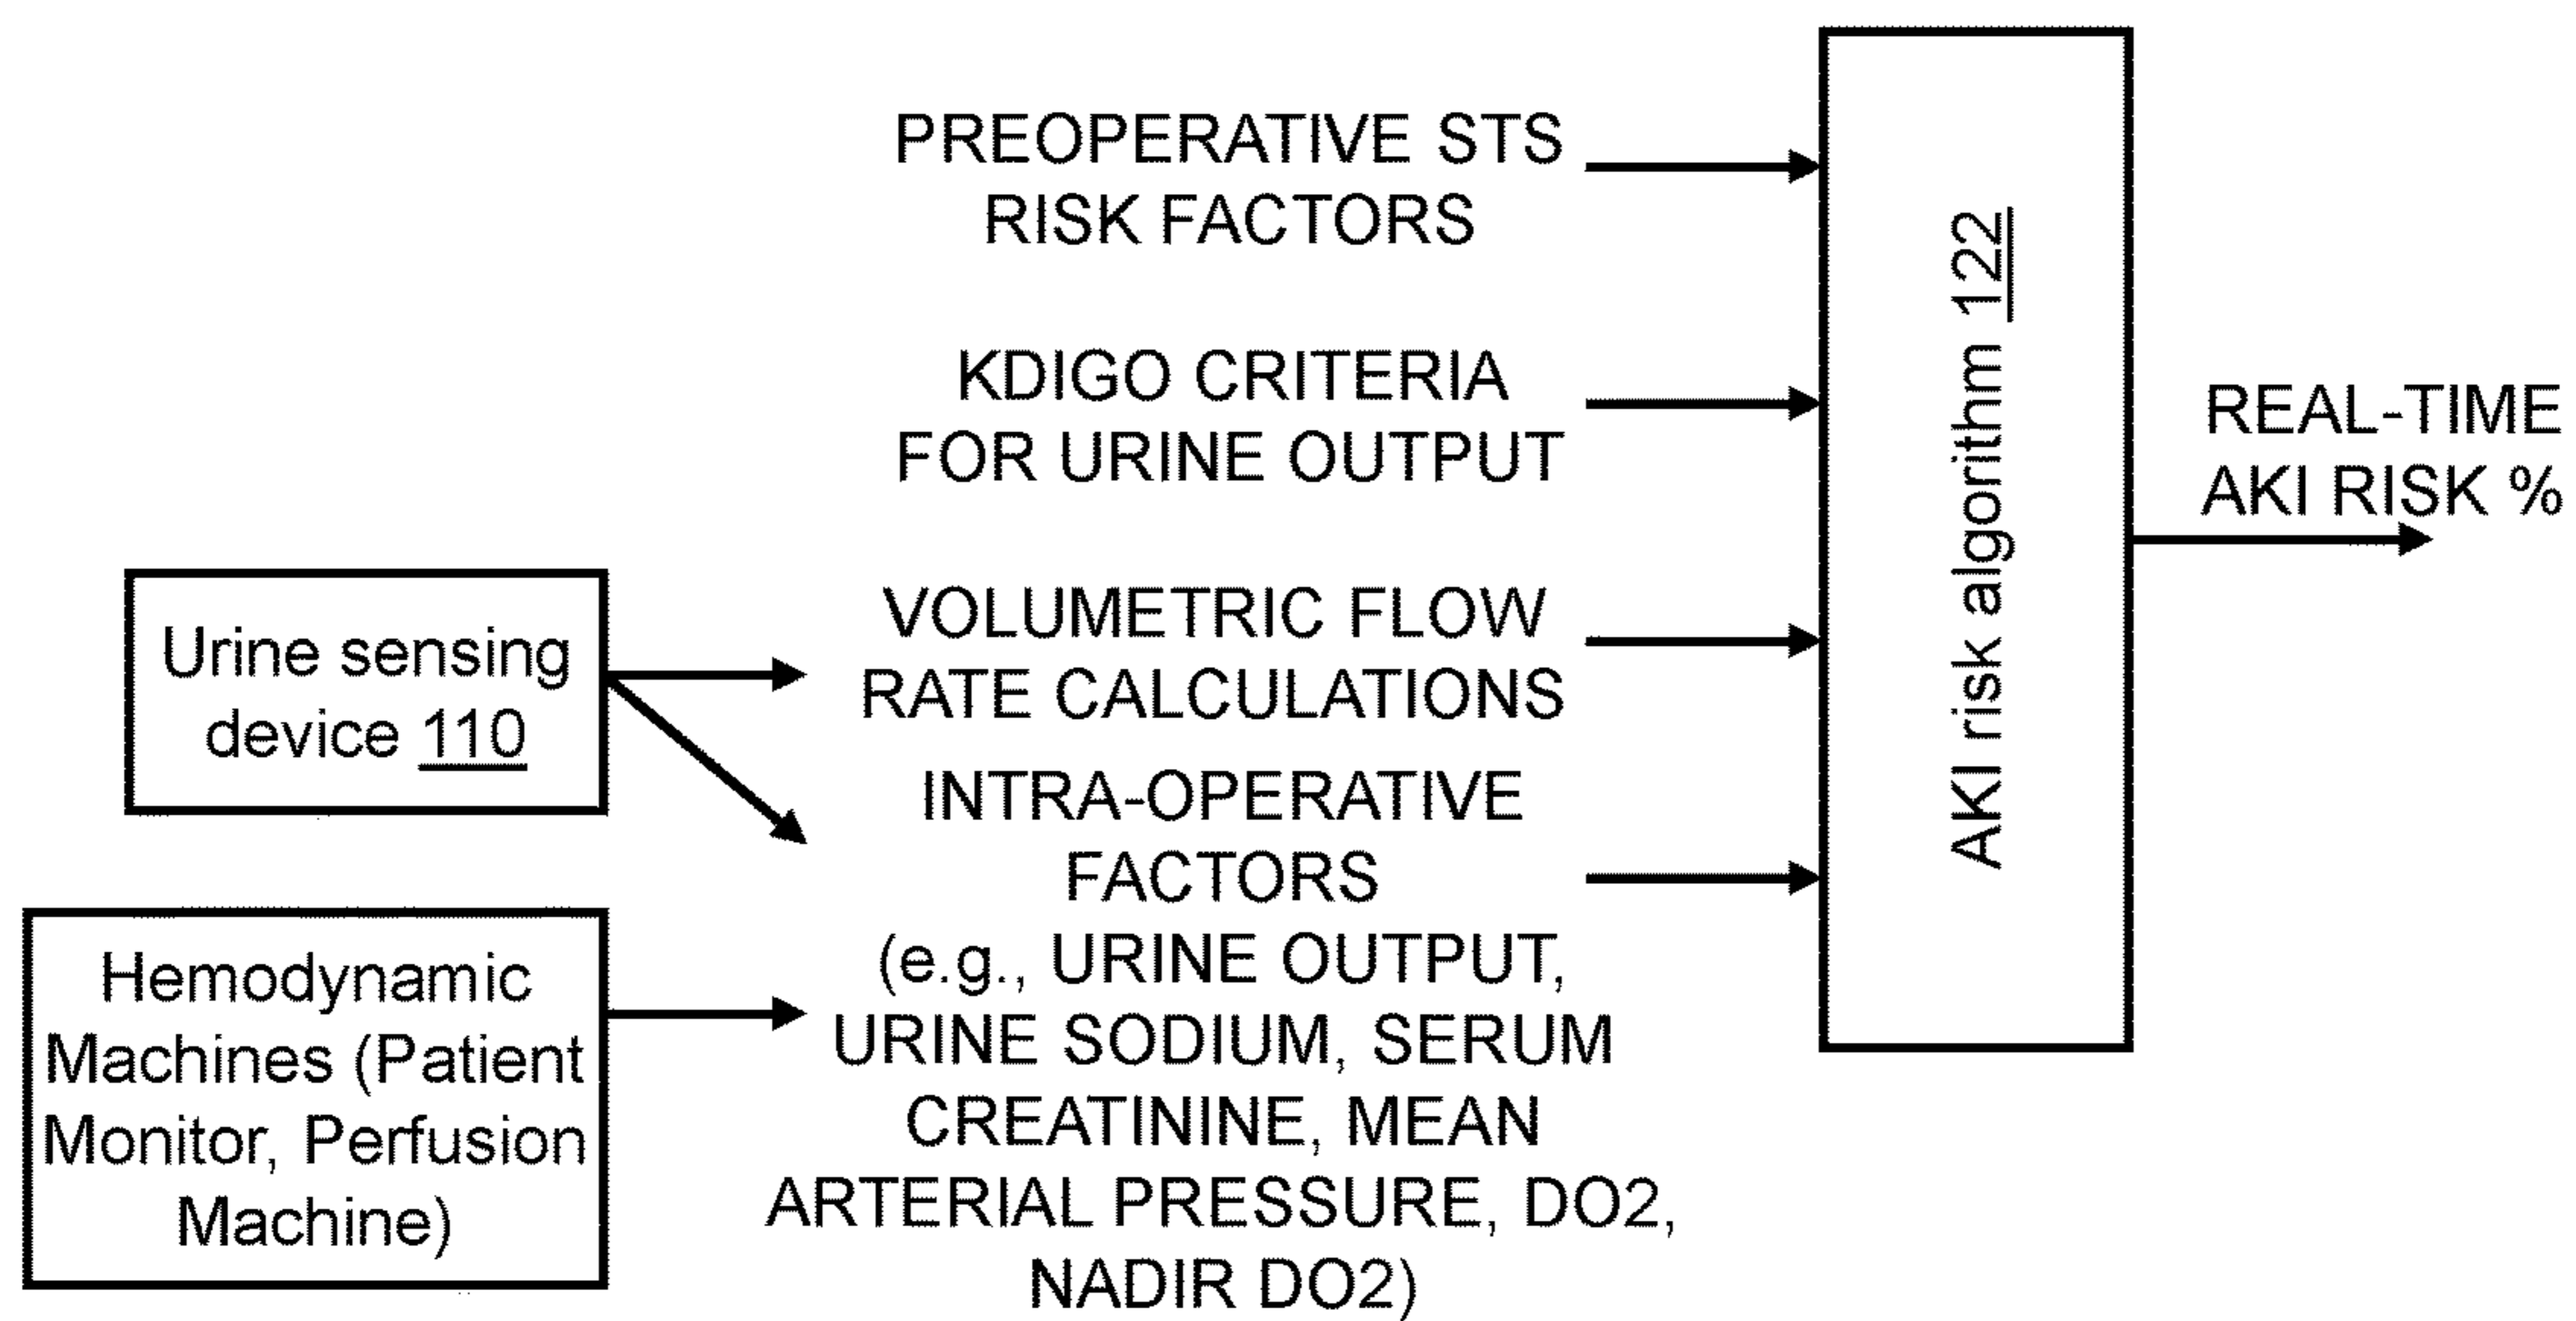 PREOPERATIVE STS
RISK FACTORS
KDIGO CRITERIA
FOR URINE OUTPUT
VOLUMETRIC FLOW
RATE CALCULATIONS
INTRA-OPERATIVE
FACTORS
(e.g., URINE OUTPUT,
URINE SODIUM, SERUM
CREATININE, MEAN
ARTERIAL PRESSURE, DO2,
NADIR DO2)
Urine sensing
device 110
Hemodynamic
Machines (Patient
Monitor, Perfusion
Machine)
AKI risk algorithm 122
REAL-TIME
AKI RISK %